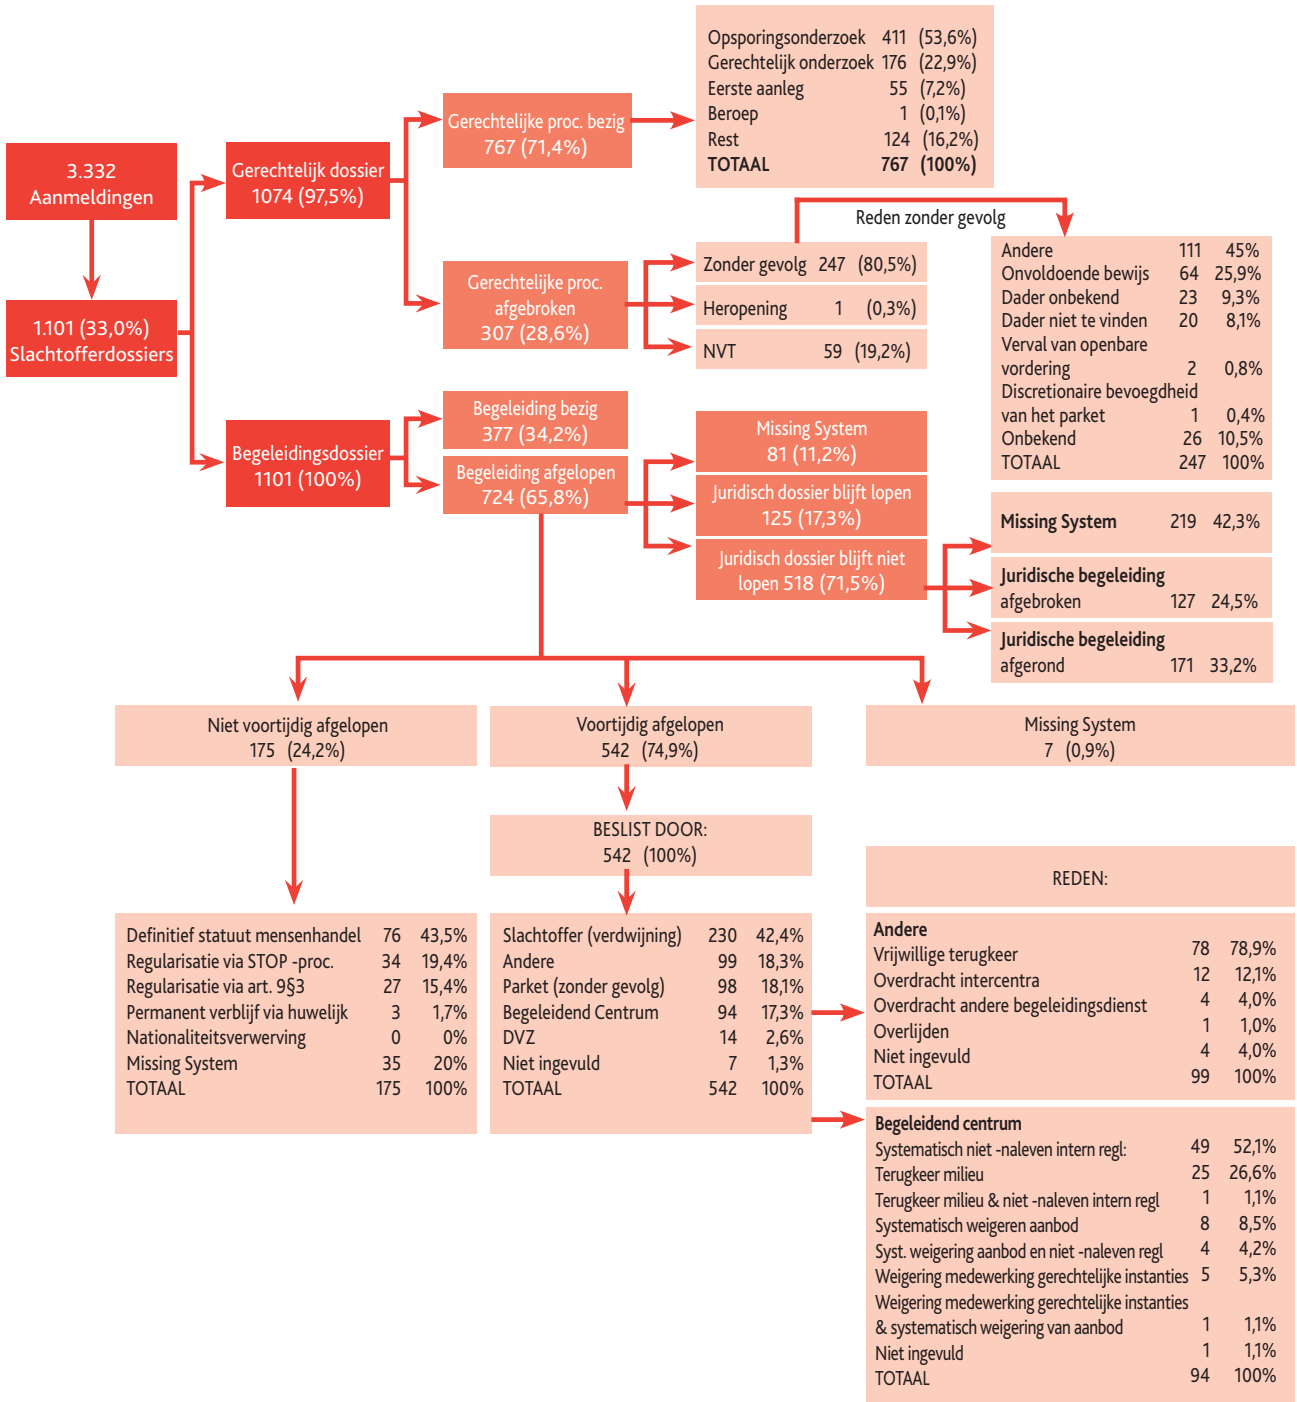 3.332
Aanmeldingen
1.101 (33,0%)
Slachtofferdossiers
Gerechtelijk dossier
1074 (97,5%)
Begeleidingsdossier
1101 (100%)
Gerechtelijke proc. bezig
767 (71,4%)
Opsporingsonderzoek 411 (53,6%)
Gerechtelijk onderzoek 176 (22,9%)
Eerste aanleg 55 (7,2%)
Beroep 1 (0,1%)
Rest 124 (16,2%)
TOTAAL 767 (100%)
Gerechtelijke proc.
afgebroken
307 (28,6%)
Zonder gevolg 247 (80,5%)
Heropening 1 (0,3%)
NVT 59 (19,2%)
Reden zonder gevolg
Andere 111 45%
Onvoldoende bewijs 64 25,9%
Dader onbekend 23 9,3%
Dader niet te vinden 20 8,1%
Verval van openbare
vordering 2 0,8%
Discretionaire bevoegdheid
van het parket 1 0,4%
Onbekend 26 10,5%
TOTAAL 247 100%
Begeleiding bezig
377 (34,2%)
Begeleiding afgelopen
724 (65,8%)
Missing System
81 (11,2%)
Juridisch dossier blijft lopen
125 (17,3%)
Juridisch dossier blijft niet
lopen 518 (71,5%)
Missing System 219 42,3%
Juridische begeleiding
afgebroken 127 24,5%
Juridische begeleiding
afgerond 171 33,2%
Niet voortijdig afgelopen
175 (24,2%)
Voortijdig afgelopen
542 (74,9%)
Missing System
7 (0,9%)
BESLIST DOOR:
542 (100%)
Definitief statuut mensenhandel 76 43,5%
Regularisatie via STOP -proc. 34 19,4%
Regularisatie via art. 9§3 27 15,4%
Permanent verblijf via huwelijk 3 1,7%
Nationaliteitsverwerving 0 0%
Missing System 35 20%
TOTAAL 175 100%
Slachtoffer (verdwijning) 230 42,4%
Andere 99 18,3%
Parket (zonder gevolg) 98 18,1%
Begeleidend Centrum 94 17,3%
DVZ 14 2,6%
Niet ingevuld 7 1,3%
TOTAAL 542 100%
REDEN:
Andere
Vrijwillige terugkeer 78 78,9%
Overdracht intercentra 12 12,1%
Overdracht andere begeleidingsdienst 4 4,0%
Overlijden 1 1,0%
Niet ingevuld 4 4,0%
TOTAAL 99 100%
Begeleidend centrum
Systematisch niet -naleven intern regl: 49 52,1%
Terugkeer milieu 25 26,6%
Terugkeer milieu & niet -naleven intern regl 1 1,1%
Systematisch weigeren aanbod 8 8,5%
Syst. weigering aanbod en niet -naleven regl 4 4,2%
Weigering medewerking gerechtelijke instanties 5 5,3%
Weigering medewerking gerechtelijke instanties
& systematisch weigering van aanbod 1 1,1%
Niet ingevuld 1 1,1%
TOTAAL 94 100%